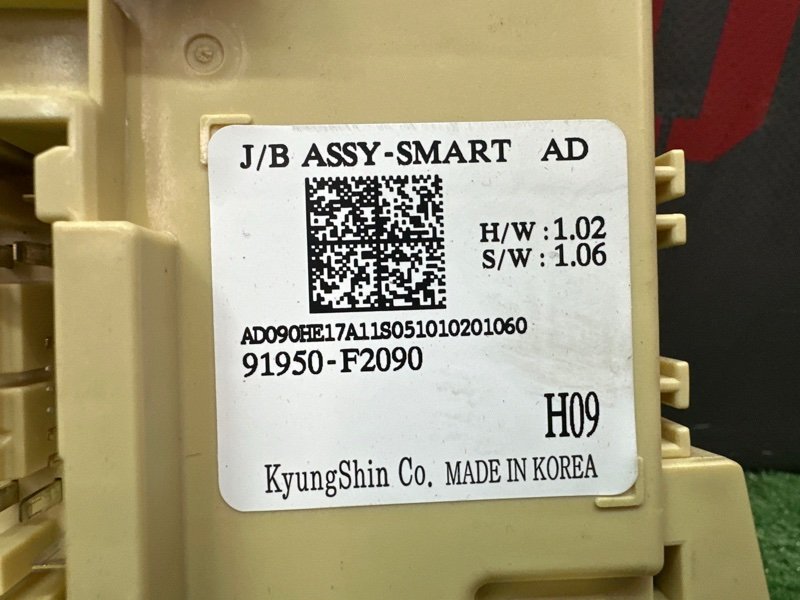 J/B ASSY-SMART AD
H/W : 1.02
S/W : 1.06
AD090HE17A11S051010201060
91950-F2090
H09
KyungShin Co. MADE IN KOREA